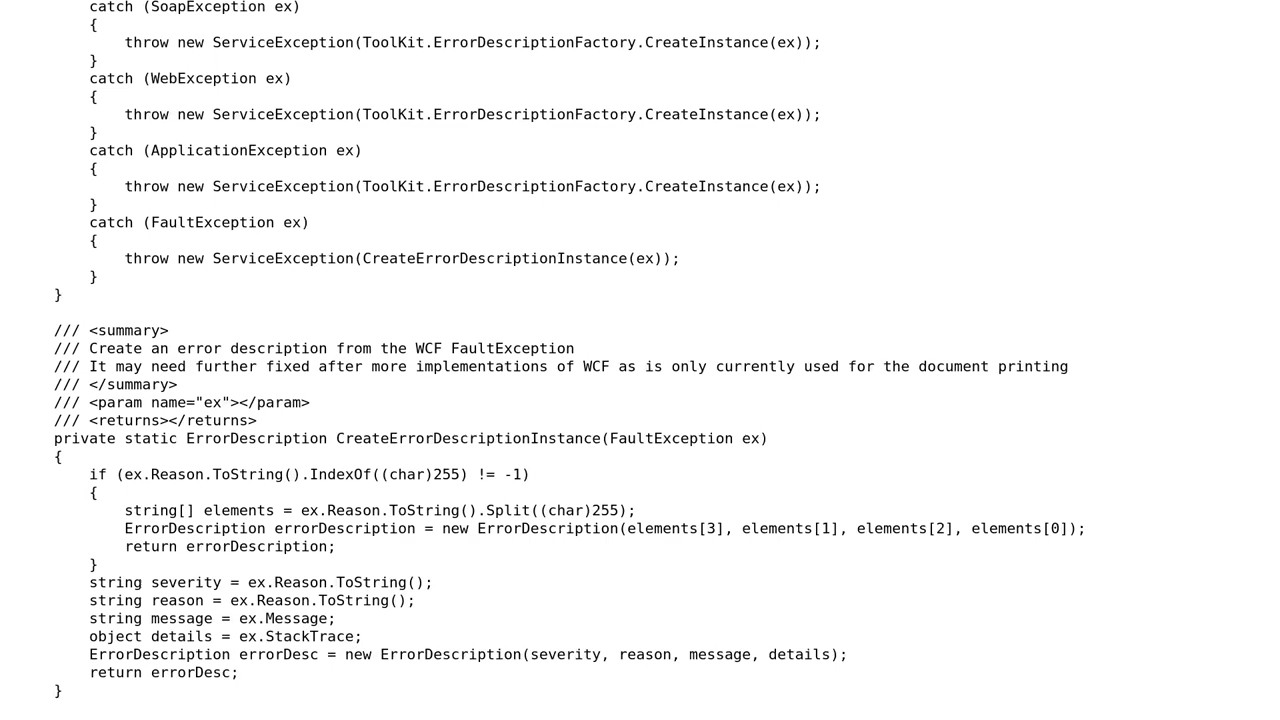 catch (SoapException ex)
{
throw new ServiceException(ToolKit.ErrorDescriptionFactory.CreateInstance(ex));
}
catch (WebException ex)
{
throw new ServiceException(ToolKit.ErrorDescriptionFactory.CreateInstance(ex));
}
catch (ApplicationException ex)
{
throw new ServiceException(ToolKit.ErrorDescriptionFactory.CreateInstance(ex));
}
catch (FaultException ex)
{
throw new ServiceException(CreateErrorDescriptionInstance(ex));
}
}

/// <summary>
/// Create an error description from the WCF FaultException
/// It may need further fixed after more implementations of WCF as is only currently used for the document printing
/// </summary>
/// <param name="ex"></param>
/// <returns></returns>
private static ErrorDescription CreateErrorDescriptionInstance(FaultException ex)
{
if (ex.Reason.ToString().IndexOf((char)255) != -1)
{
string[] elements = ex.Reason.ToString().Split((char)255);
ErrorDescription errorDescription = new ErrorDescription(elements[3], elements[1], elements[2], elements[0]);
return errorDescription;
}
string severity = ex.Reason.ToString();
string reason = ex.Reason.ToString();
string message = ex.Message;
object details = ex.StackTrace;
ErrorDescription errorDesc = new ErrorDescription(severity, reason, message, details);
return errorDesc;
}